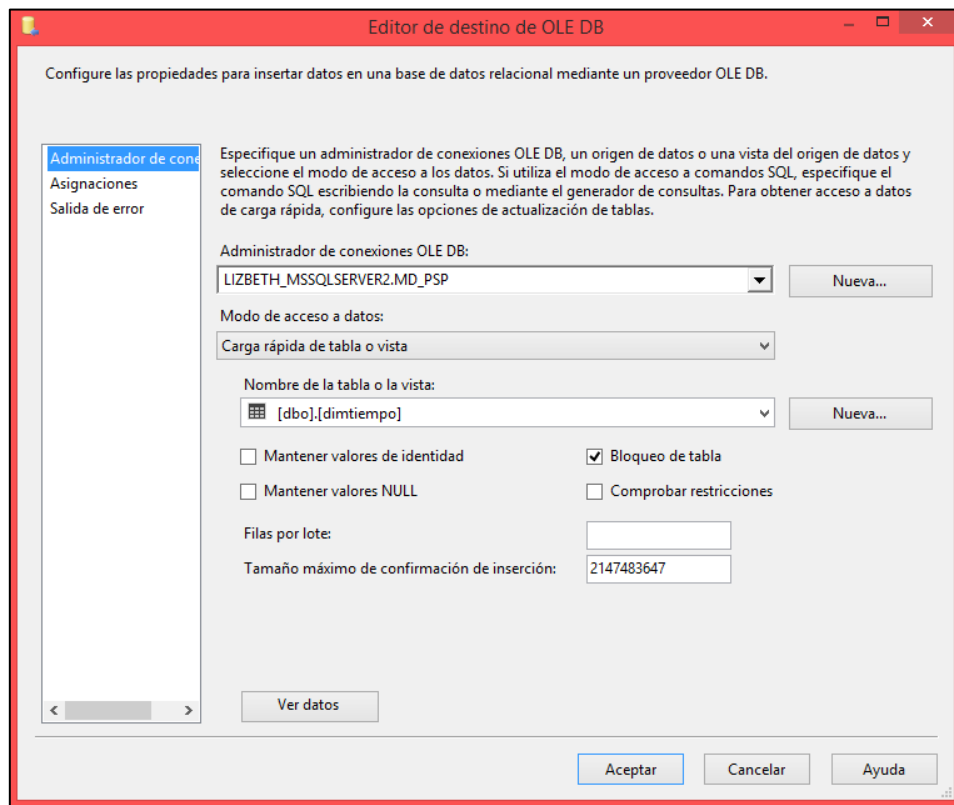 Editor de destino de OLE DB
Configure las propiedades para insertar datos en una base de datos relacional mediante un proveedor OLE DB.
Administrador de cone
Asignaciones
Salida de error
Especifique un administrador de conexiones OLE DB, un origen de datos o una vista del origen de datos y
seleccione el modo de acceso a los datos. Si utiliza el modo de acceso a comandos SQL, especifique el
comando SQL escribiendo la consulta o mediante el generador de consultas. Para obtener acceso a datos
de carga rápida, configure las opciones de actualización de tablas.
Administrador de conexiones OLE DB:
LIZBETH_MSSQLSERVER2.MD_PSP
Nueva...
Modo de acceso a datos:
Carga rápida de tabla o vista
Nombre de la tabla o la vista:
[dbo].[dimtiempo]
Nueva...
Mantener valores de identidad
Bloqueo de tabla
Mantener valores NULL
Comprobar restricciones
Filas por lote:
Tamaño máximo de confirmación de inserción:
2147483647
Ver datos
Aceptar
Cancelar
Ayuda